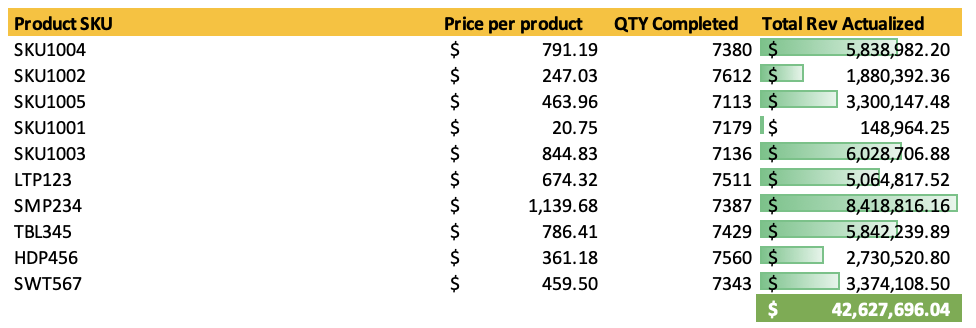 Product SKU Price per product QTY Completed Total Rev Actualized
SKU1004 $ 791.19 7380 $ 5,838,982.20
SKU1002 $ 247.03 7612 $ 1,880,392.36
SKU1005 $ 463.96 7113 $ 3,300,147.48
SKU1001 $ 20.75 7179 $ 148,964.25
SKU1003 $ 844.83 7136 $ 6,028,706.88
LTP123 $ 674.32 7511 $ 5,064,817.52
SMP234 $ 1,139.68 7387 $ 8,418,816.16
TBL345 $ 786.41 7429 $ 5,842,239.89
HDP456 $ 361.18 7560 $ 2,730,520.80
SWT567 $ 459.50 7343 $ 3,374,108.50
$ 42,627,696.04